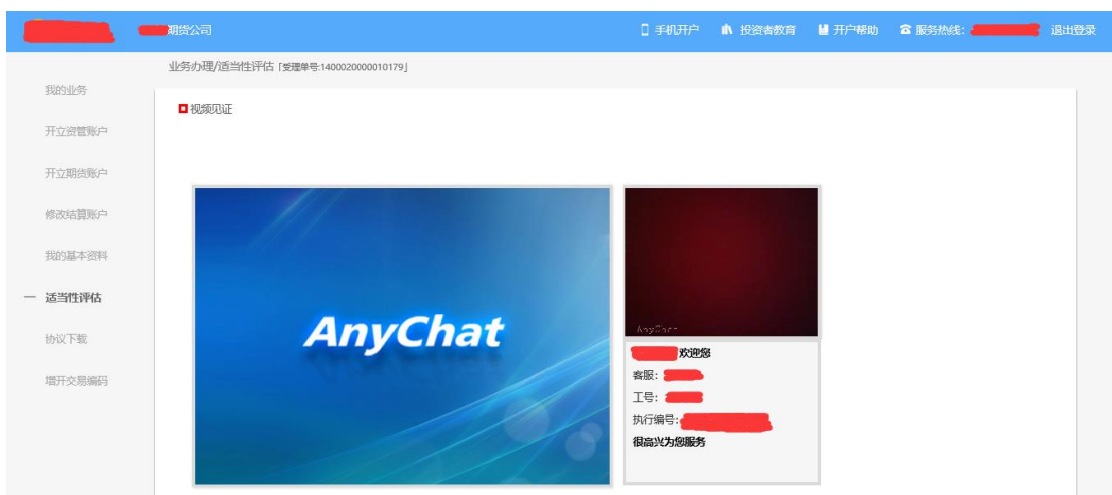 期货公司 手机开户 投资者教育 开户帮助 服务热线: 退出登录
业务办理/适当性评估「受理单号:1400020000010179」
我的业务
视频见证
开立资管账户
开立期货账户
修改结算账户
我的基本资料
一 适当性评估
协议下载
增开交易编码
AnyChat
AnyChat
欢迎您
客服:
工号:
执行编号:
很高兴为您服务